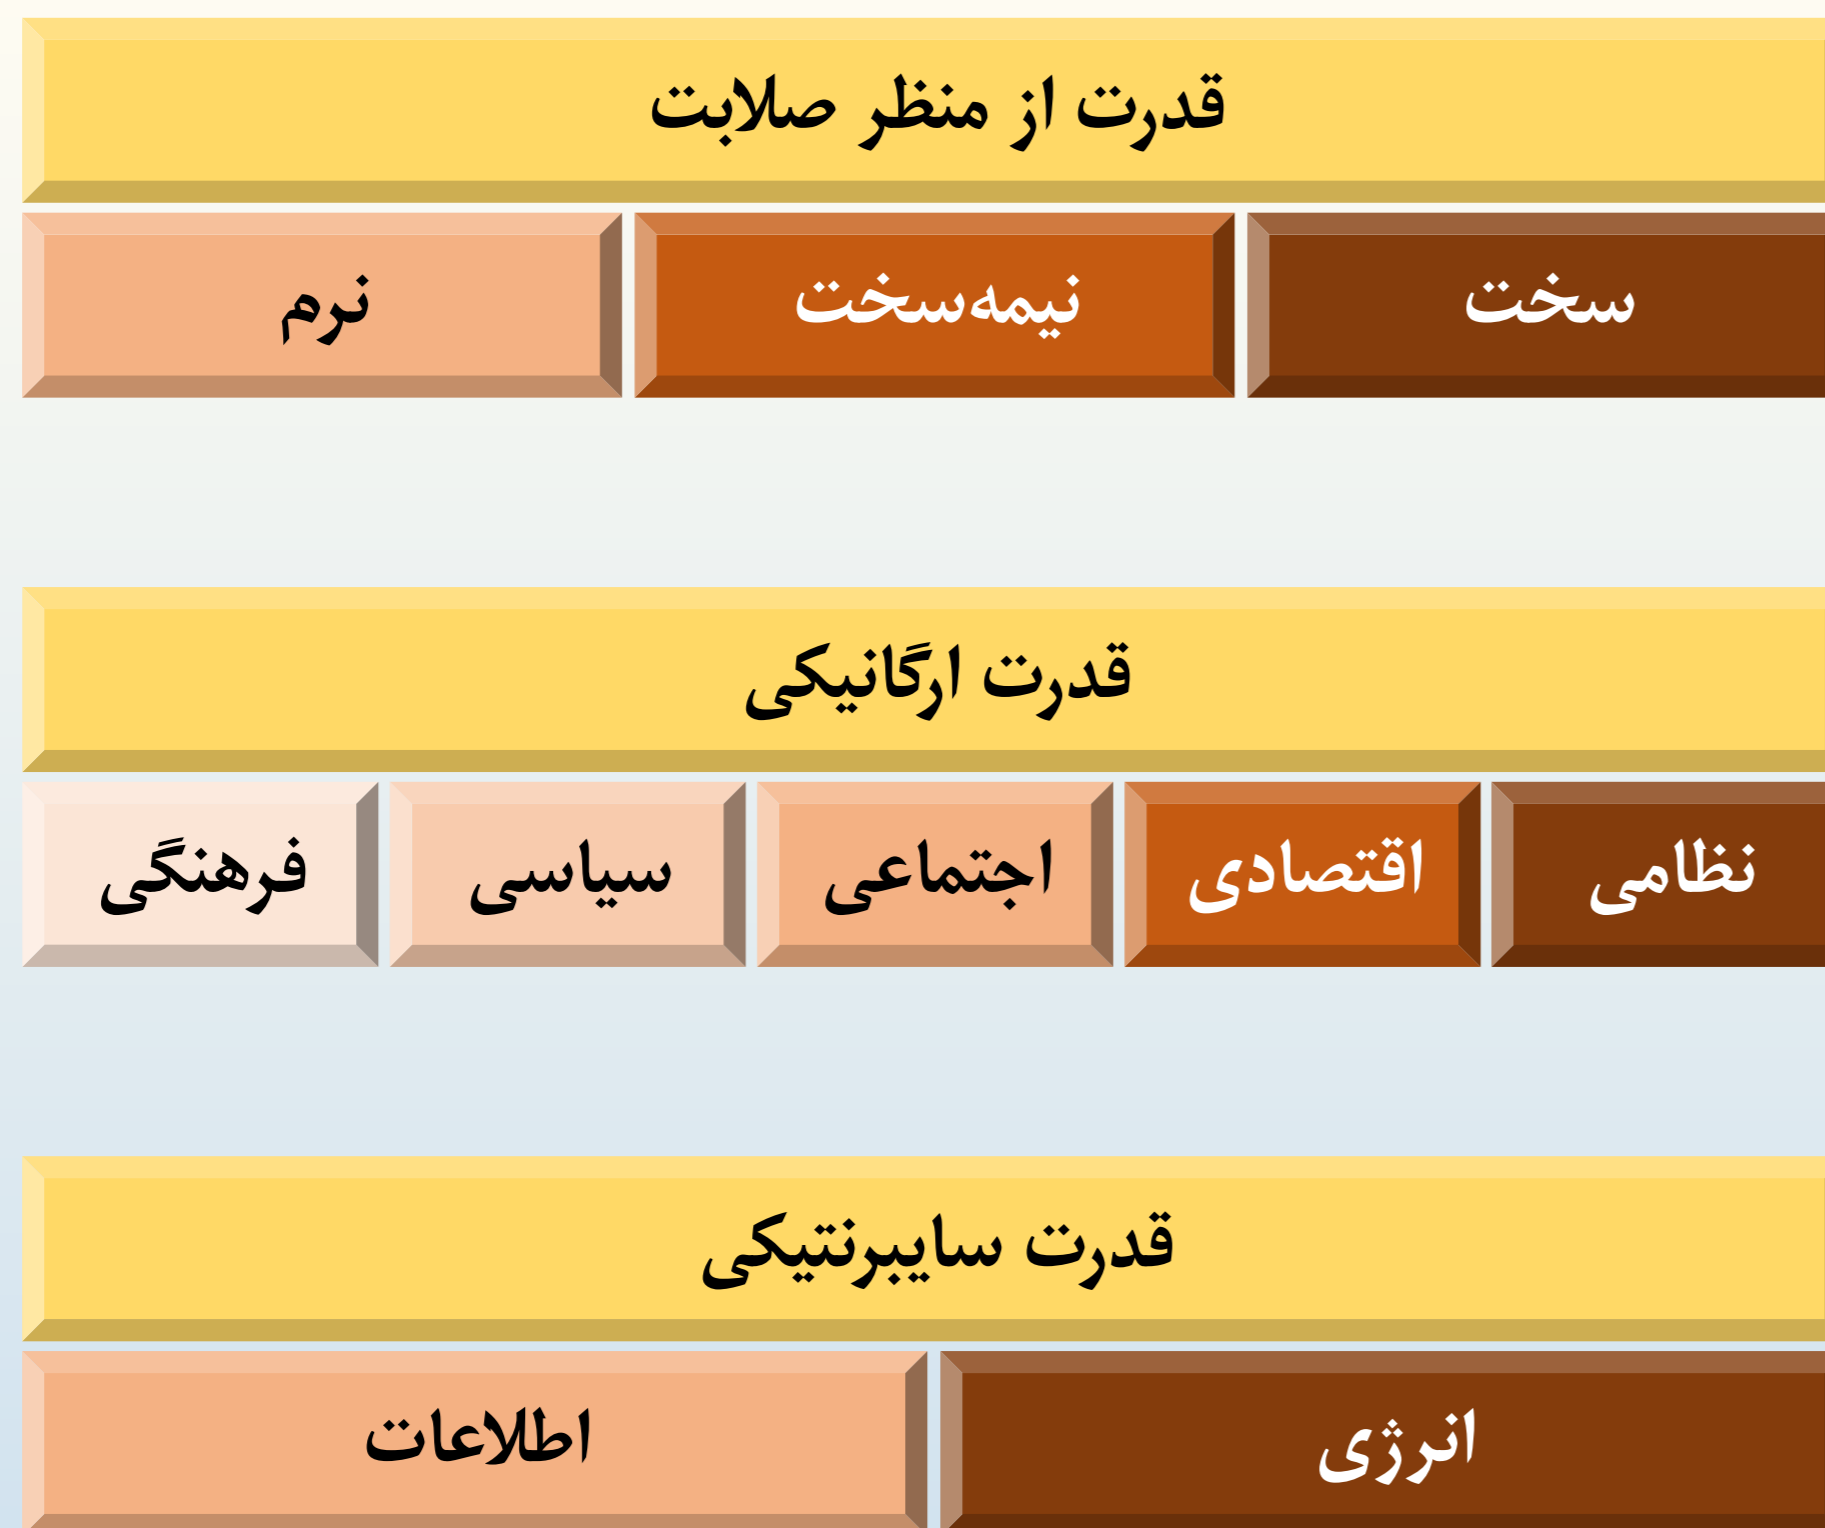 قدرت از منظر صلابت
سخت نیمه‌سخت نرم
قدرت ارگانیکی
نظامی اقتصادی اجتماعی سیاسی فرهنگی
قدرت سایبرنتیکی
انرژی اطلاعات